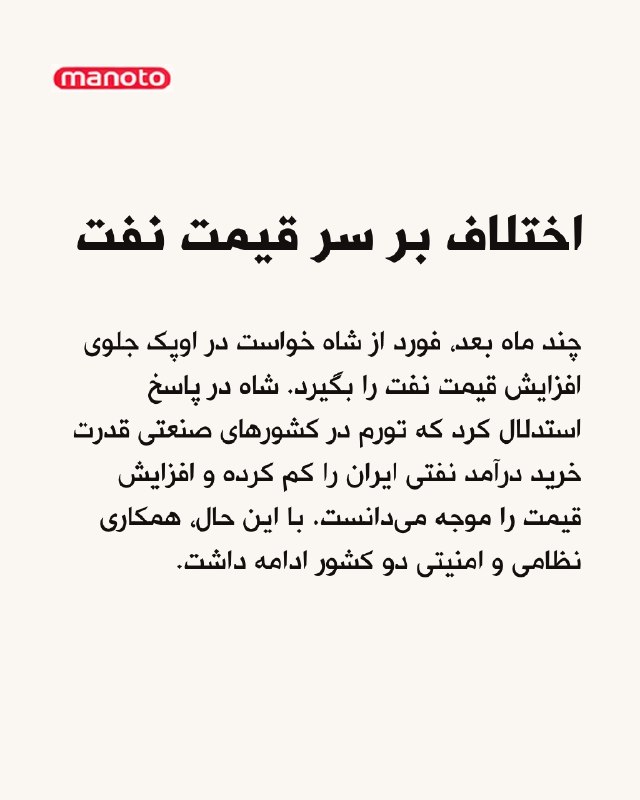 manoto
اختلاف بر سر قیمت نفت
چند ماه بعد، فورد از شاه خواست در اوپک جلوی
افزایش قیمت نفت را بگیرد. شاه در پاسخ
استدلال کرد که تورم در کشورهای صنعتی قدرت
خرید درآمد نفتی ایران را کم کرده و افزایش
قیمت را موجه می‌دانست. با این حال، همکاری
نظامی و امنیتی دو کشور ادامه داشت.